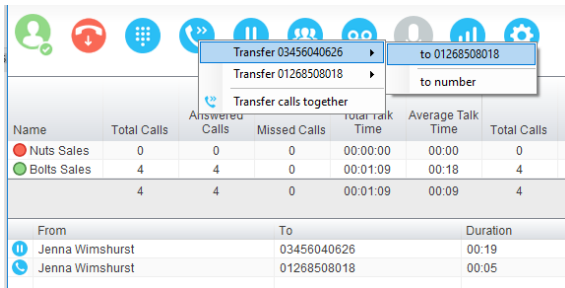 Transfer 03456040626
to 01268508018
Transfer 01268508018
to number
Transfer calls together
Name Total Calls Answered Calls Missed Calls Total Talk Time Average Talk Time Total Calls
Nuts Sales 0 0 0 00:00:00 00:00 0
Bolts Sales 4 4 0 00:01:09 00:18 4
4 4 0 00:01:09 00:09 4
From To Duration
Jenna Wimshurst 03456040626 00:19
Jenna Wimshurst 01268508018 00:05